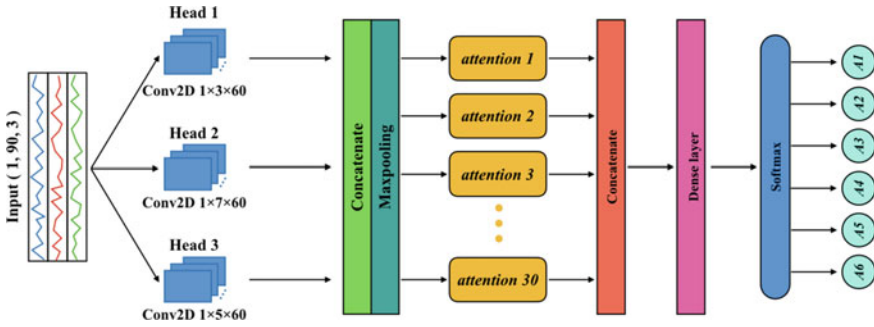 Input ( 1, 90, 3 )
Head 1
Conv2D 1×3×60
Head 2
Conv2D 1×7×60
Head 3
Conv2D 1×5×60
Concatenate
Maxpooling
attention 1
attention 2
attention 3
attention 30
Concatenate
Dense layer
Softmax
A1
A2
A3
A4
A5
A6